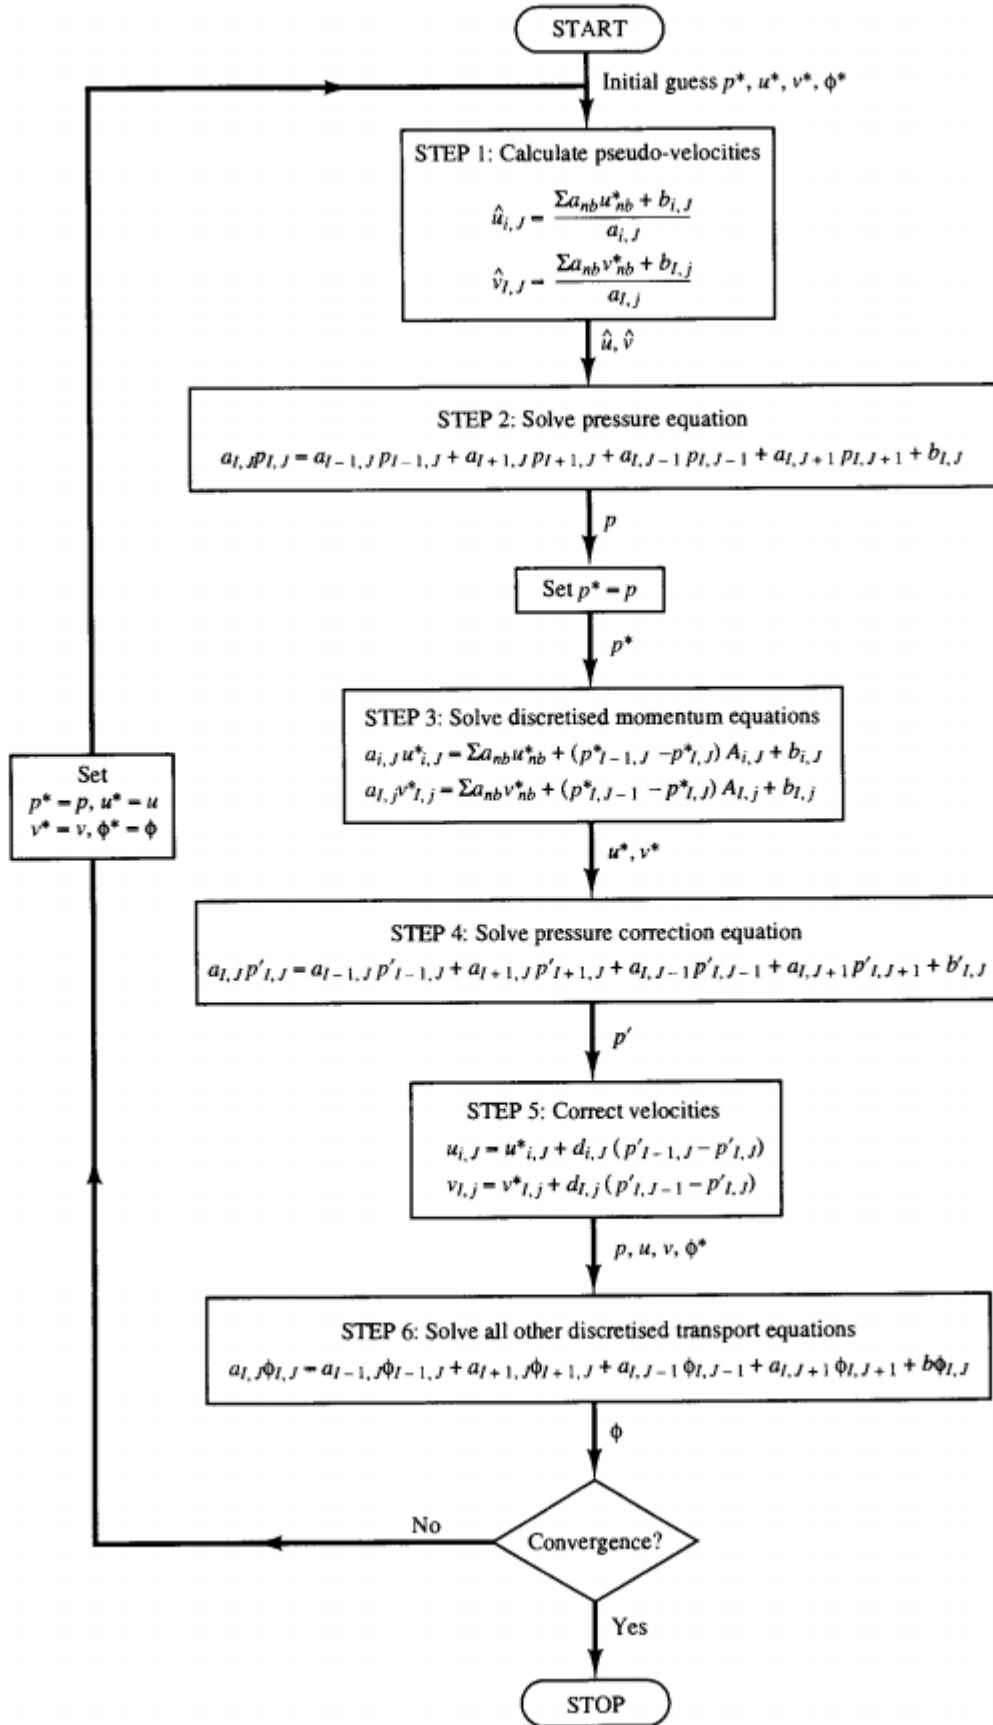 START
Initial guess p*, u*, v*, ϕ*
STEP 1: Calculate pseudo-velocities
û_{i,J} = (Σa_{nb}u*_{nb} + b_{i,J}) / a_{i,J}
v̂_{I,J} = (Σa_{nb}v*_{nb} + b_{I,j}) / a_{I,j}
û, v̂
STEP 2: Solve pressure equation
a_{I,J}p_{I,J} = a_{I-1,J} p_{I-1,J} + a_{I+1,J} p_{I+1,J} + a_{I,J-1} p_{I,J-1} + a_{I,J+1} p_{I,J+1} + b_{I,J}
p
Set p* = p
p*
STEP 3: Solve discretised momentum equations
a_{i,J} u*_{i,J} = Σa_{nb}u*_{nb} + (p*_{I-1,J} - p*_{I,J}) A_{i,J} + b_{i,J}
a_{I,j}v*_{I,j} = Σa_{nb}v*_{nb} + (p*_{I,J-1} - p*_{I,J}) A_{I,j} + b_{I,j}
Set
p* = p, u* = u
v* = v, ϕ* = ϕ
u*, v*
STEP 4: Solve pressure correction equation
a_{I,J} p'_{I,J} = a_{I-1,J} p'_{I-1,J} + a_{I+1,J} p'_{I+1,J} + a_{I,J-1} p'_{I,J-1} + a_{I,J+1} p'_{I,J+1} + b'_{I,J}
p'
STEP 5: Correct velocities
u_{i,J} = u*_{i,J} + d_{i,J} (p'_{I-1,J} - p'_{I,J})
v_{I,j} = v*_{I,j} + d_{I,j} (p'_{I,J-1} - p'_{I,J})
p, u, v, ϕ*
STEP 6: Solve all other discretised transport equations
a_{I,J}ϕ_{I,J} = a_{I-1,J}ϕ_{I-1,J} + a_{I+1,J}ϕ_{I+1,J} + a_{I,J-1} ϕ_{I,J-1} + a_{I,J+1} ϕ_{I,J+1} + bϕ_{I,J}
ϕ
No
Convergence?
Yes
STOP